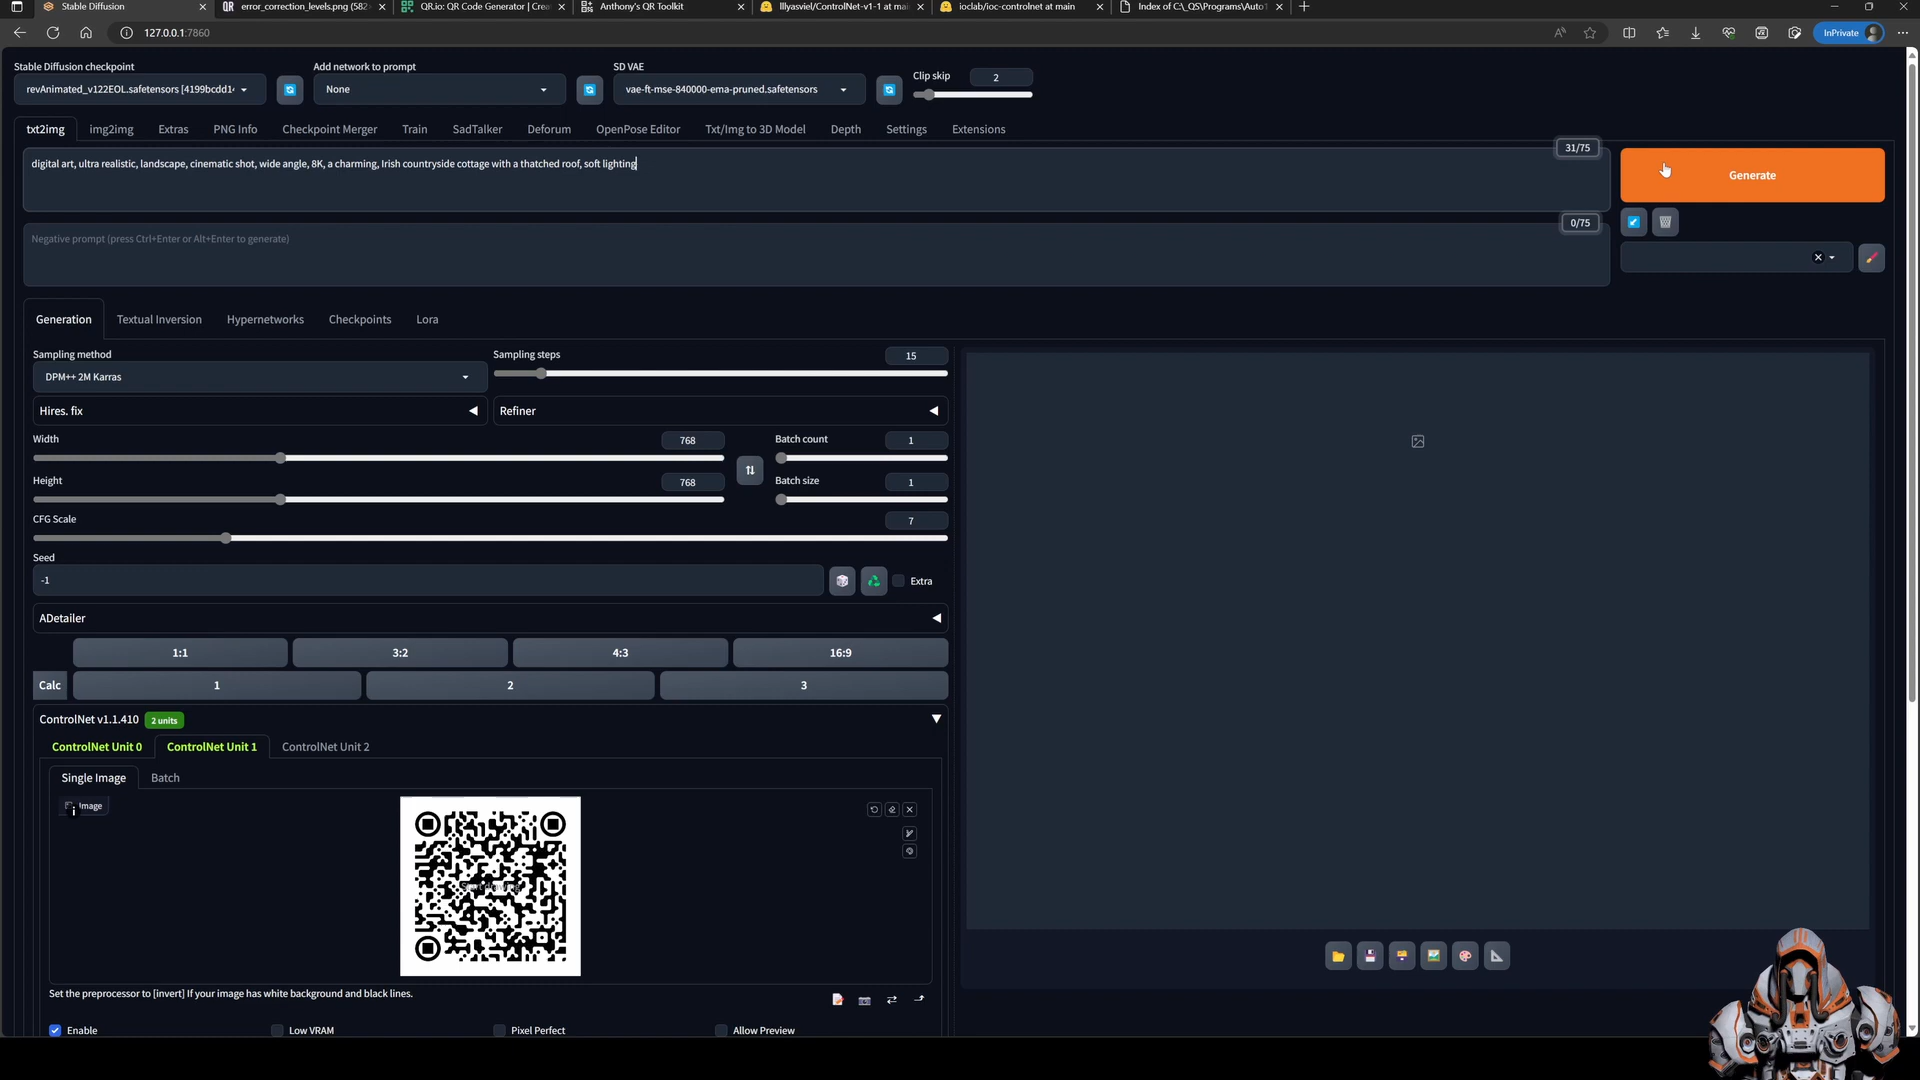 Stable Diffusion
error_correction_levels.png (582
QR.io: QR Code Generator | Crea
Anthony's QR Toolkit
lllyasviel/ControlNet-v1-1 at mai
ioclab/ioc-controlnet at main
Index of C:\_QS\Programs\Auto1
127.0.0.1:7860
InPrivate
Stable Diffusion checkpoint
Add network to prompt
SD VAE
Clip skip
2
revAnimated_v122EOL.safetensors [4199bcdd14
None
vae-ft-mse-840000-ema-pruned.safetensors
txt2img
img2img
Extras
PNG Info
Checkpoint Merger
Train
SadTalker
Deforum
OpenPose Editor
Txt/Img to 3D Model
Depth
Settings
Extensions
31/75
digital art, ultra realistic, landscape, cinematic shot, wide angle, 8K, a charming, Irish countryside cottage with a thatched roof, soft lighting
Generate
0/75
Negative prompt (press Ctrl+Enter or Alt+Enter to generate)
Generation
Textual Inversion
Hypernetworks
Checkpoints
Lora
Sampling method
Sampling steps
15
DPM++ 2M Karras
Hires. fix
Refiner
Width
768
Batch count
1
Height
768
Batch size
1
CFG Scale
7
Seed
-1
Extra
ADetailer
1:1
3:2
4:3
16:9
Calc
1
2
3
ControlNet v1.1.410
2 units
ControlNet Unit 0
ControlNet Unit 1
ControlNet Unit 2
Single Image
Batch
Image
Set the preprocessor to [invert] If your image has white background and black lines.
Enable
Low VRAM
Pixel Perfect
Allow Preview